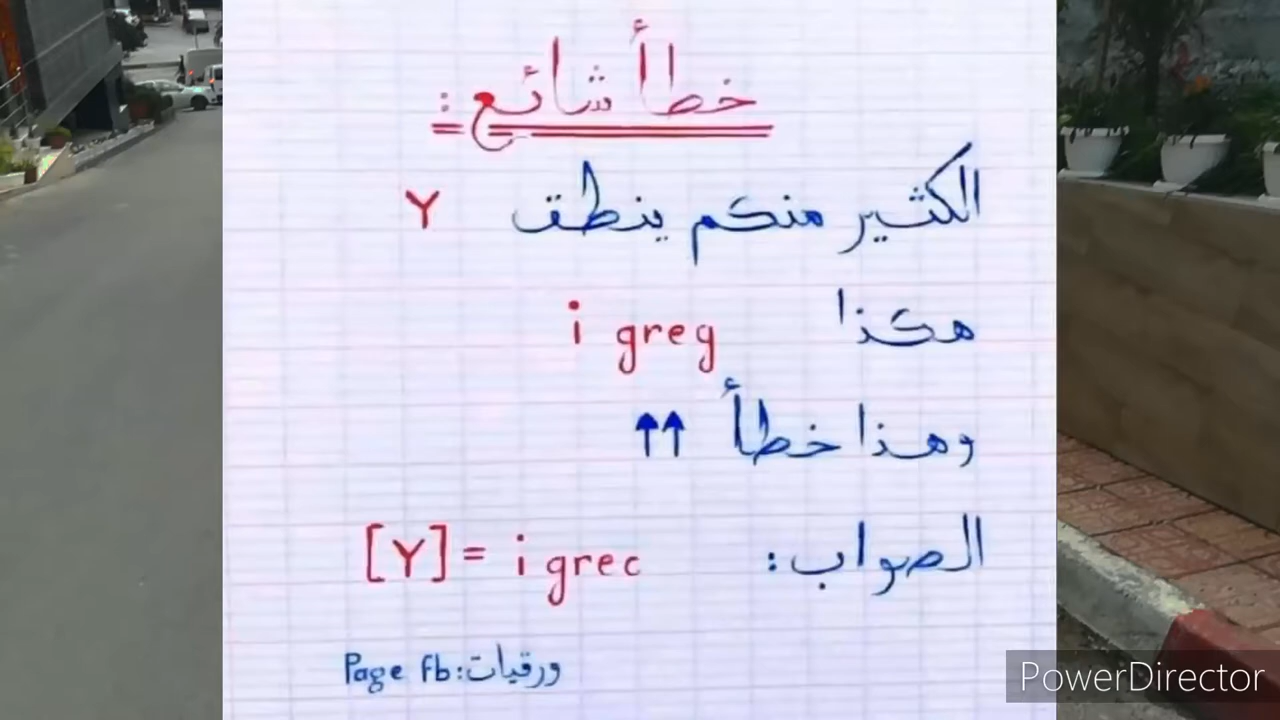 خطأ شائع :
الكثير منكم ينطق Y
هكذا i greg
وهذا خطأ ↑↑
الصواب: [Y] = i grec
Page fb: ورقيات
PowerDirector